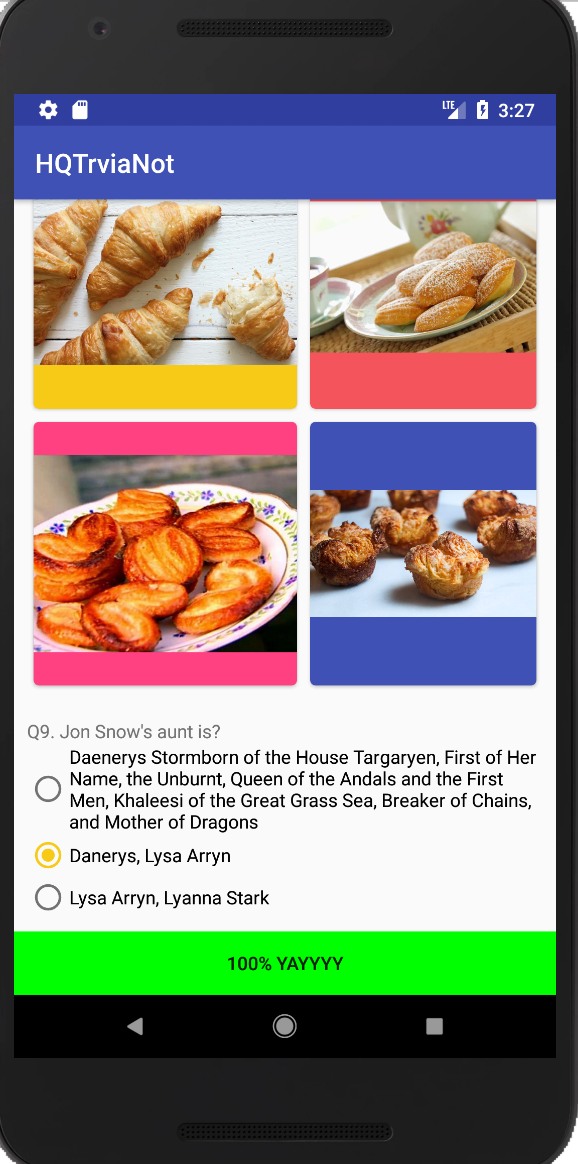 LTE 3:27
HQTrviaNot
Q9. Jon Snow's aunt is?
Daenerys Stormborn of the House Targaryen, First of Her
Name, the Unburnt, Queen of the Andals and the First
Men, Khaleesi of the Great Grass Sea, Breaker of Chains,
and Mother of Dragons
Danerys, Lysa Arryn
Lysa Arryn, Lyanna Stark
100% YAYYYY